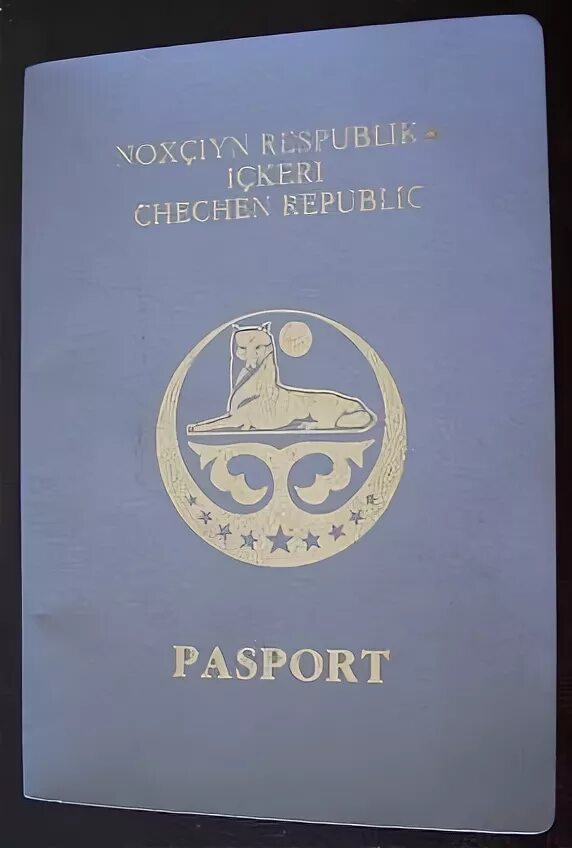 NOXÇIYN RESPUBLIK -
IÇKERI
CHECHEN REPUBLIC
PASPORT